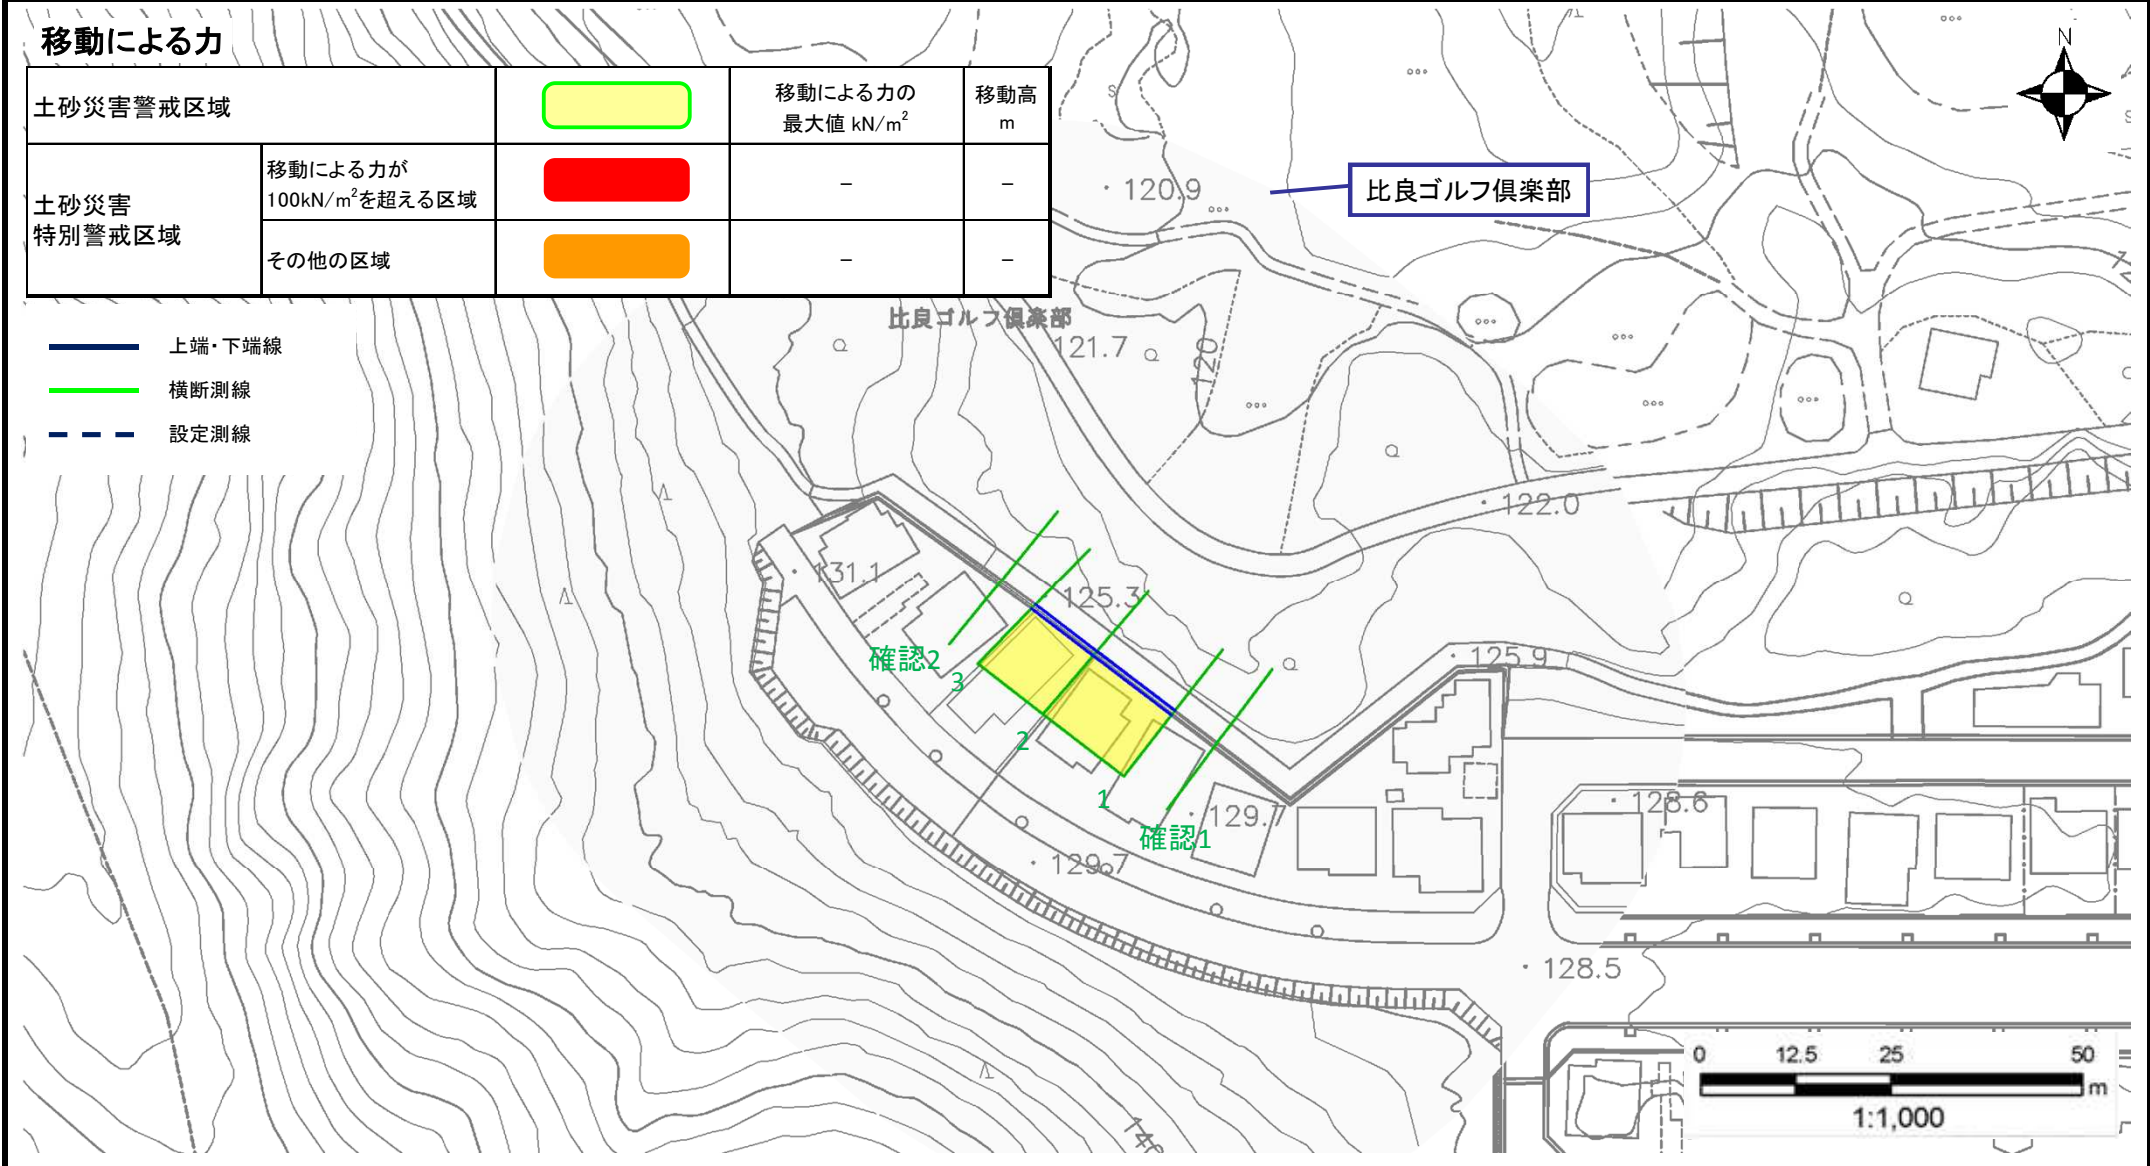 移動による力
土砂災害警戒区域
移動による力の
最大値 kN/m²
移動高
m
土砂災害
特別警戒区域
移動による力が
100kN/m²を超える区域
－
－
その他の区域
－
－
上端・下端線
横断測線
設定測線
N
比良ゴルフ倶楽部
120.9
比良ゴルフ倶楽部
121.7
120
122.0
131.1
125.3
確認2
3
2
1
確認1
125.9
129.7
129.7
128.6
128.5
0 12.5 25 50
m
1:1,000